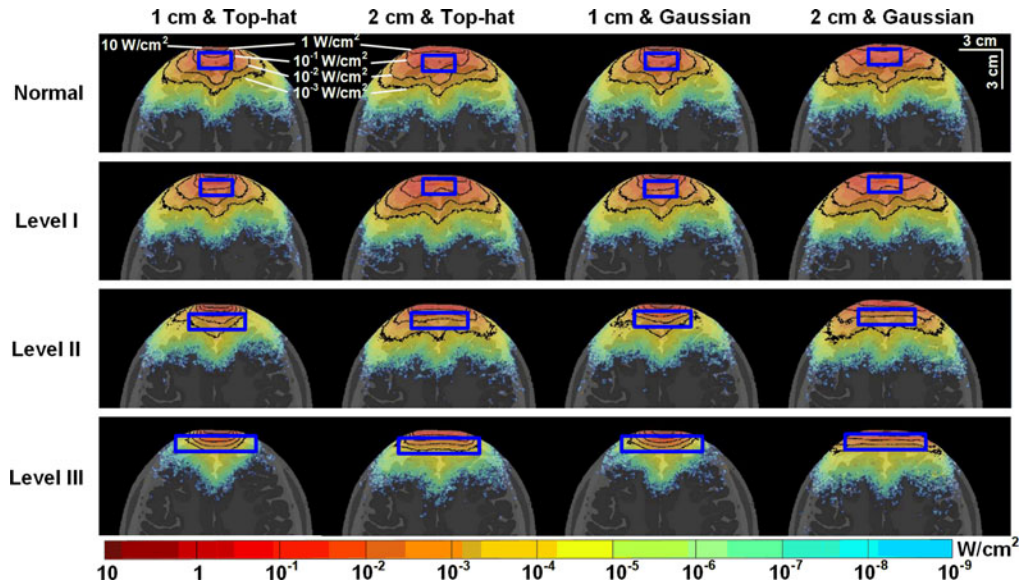 1 cm & Top-hat 2 cm & Top-hat 1 cm & Gaussian 2 cm & Gaussian
10 W/cm² 1 W/cm²
10⁻¹ W/cm²
10⁻² W/cm²
10⁻³ W/cm²
3 cm
3 cm
Normal
Level I
Level II
Level III
10 1 10⁻¹ 10⁻² 10⁻³ 10⁻⁴ 10⁻⁵ 10⁻⁶ 10⁻⁷ 10⁻⁸ 10⁻⁹ W/cm²